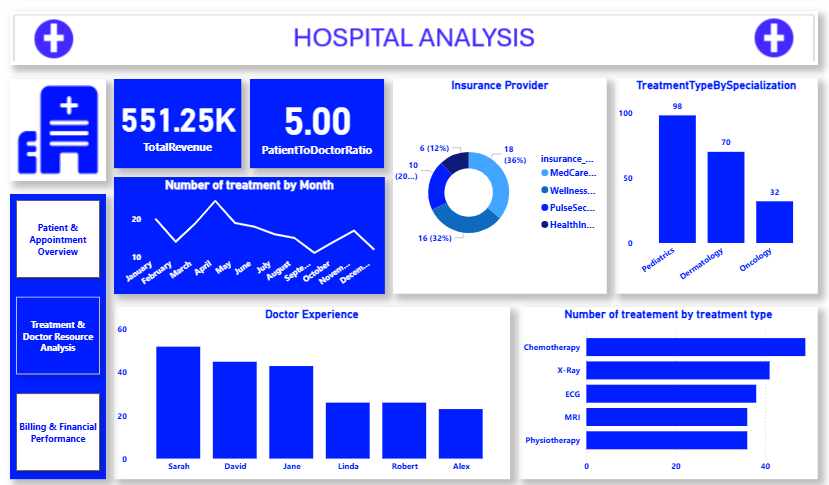 HOSPITAL ANALYSIS
551.25K
TotalRevenue
5.00
PatientToDoctorRatio
Insurance Provider
6 (12%)
18
(36%)
10
(20...)
16 (32%)
insurance_...
MedCare...
Wellness...
PulseSec...
HealthIn...
TreatmentTypeBySpecialization
100
50
0
98
70
32
Pediatrics
Dermatology
Oncology
Number of treatment by Month
20
10
January
February
March
April
May
June
July
August
Septe...
October
Novem...
Decem...
Patient &
Appointment
Overview
Treatment &
Doctor Resource
Analysis
Billing & Financial
Performance
Doctor Experience
60
40
20
0
Sarah
David
Jane
Linda
Robert
Alex
Number of treatement by treatment type
Chemotherapy
X-Ray
ECG
MRI
Physiotherapy
0
20
40